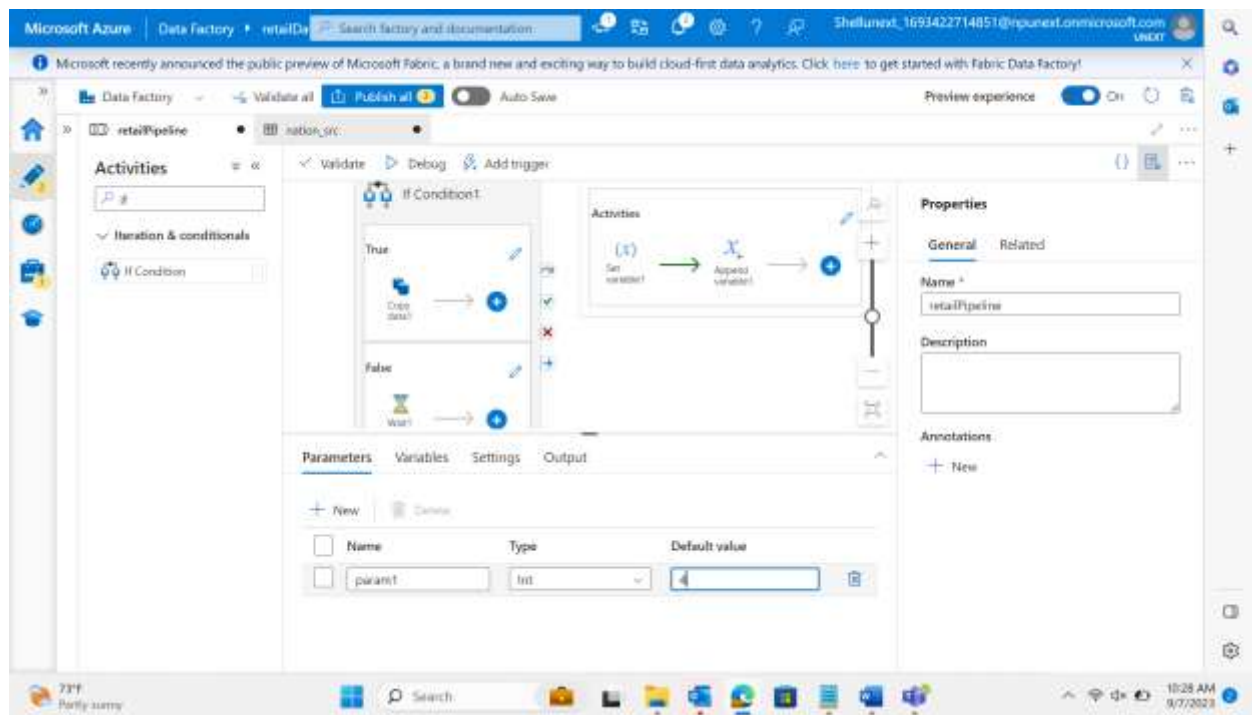 Microsoft Azure | Data Factory ▸ retailDa Search factory and documentation Shellunext_1693422714851@npunext.onmicrosoft.com
UNEXT
Microsoft recently announced the public preview of Microsoft Fabric, a brand new and exciting way to build cloud-first data analytics. Click here to get started with Fabric Data Factory!
Data Factory Validate all Publish all 3 Auto Save Preview experience On
retailPipeline nation_src
Activities
Validate Debug Add trigger
If Condition1
Iteration & conditionals
If Condition
True
Copy
data1
False
Wait1
Activities
Set
variable1
Append
variable1
Properties
General Related
Name *
retailPipeline
Description
Annotations
New
Parameters Variables Settings Output
New Delete
Name Type Default value
param1 Int 4
73°F
Partly sunny
Search
10:28 AM
9/7/2023